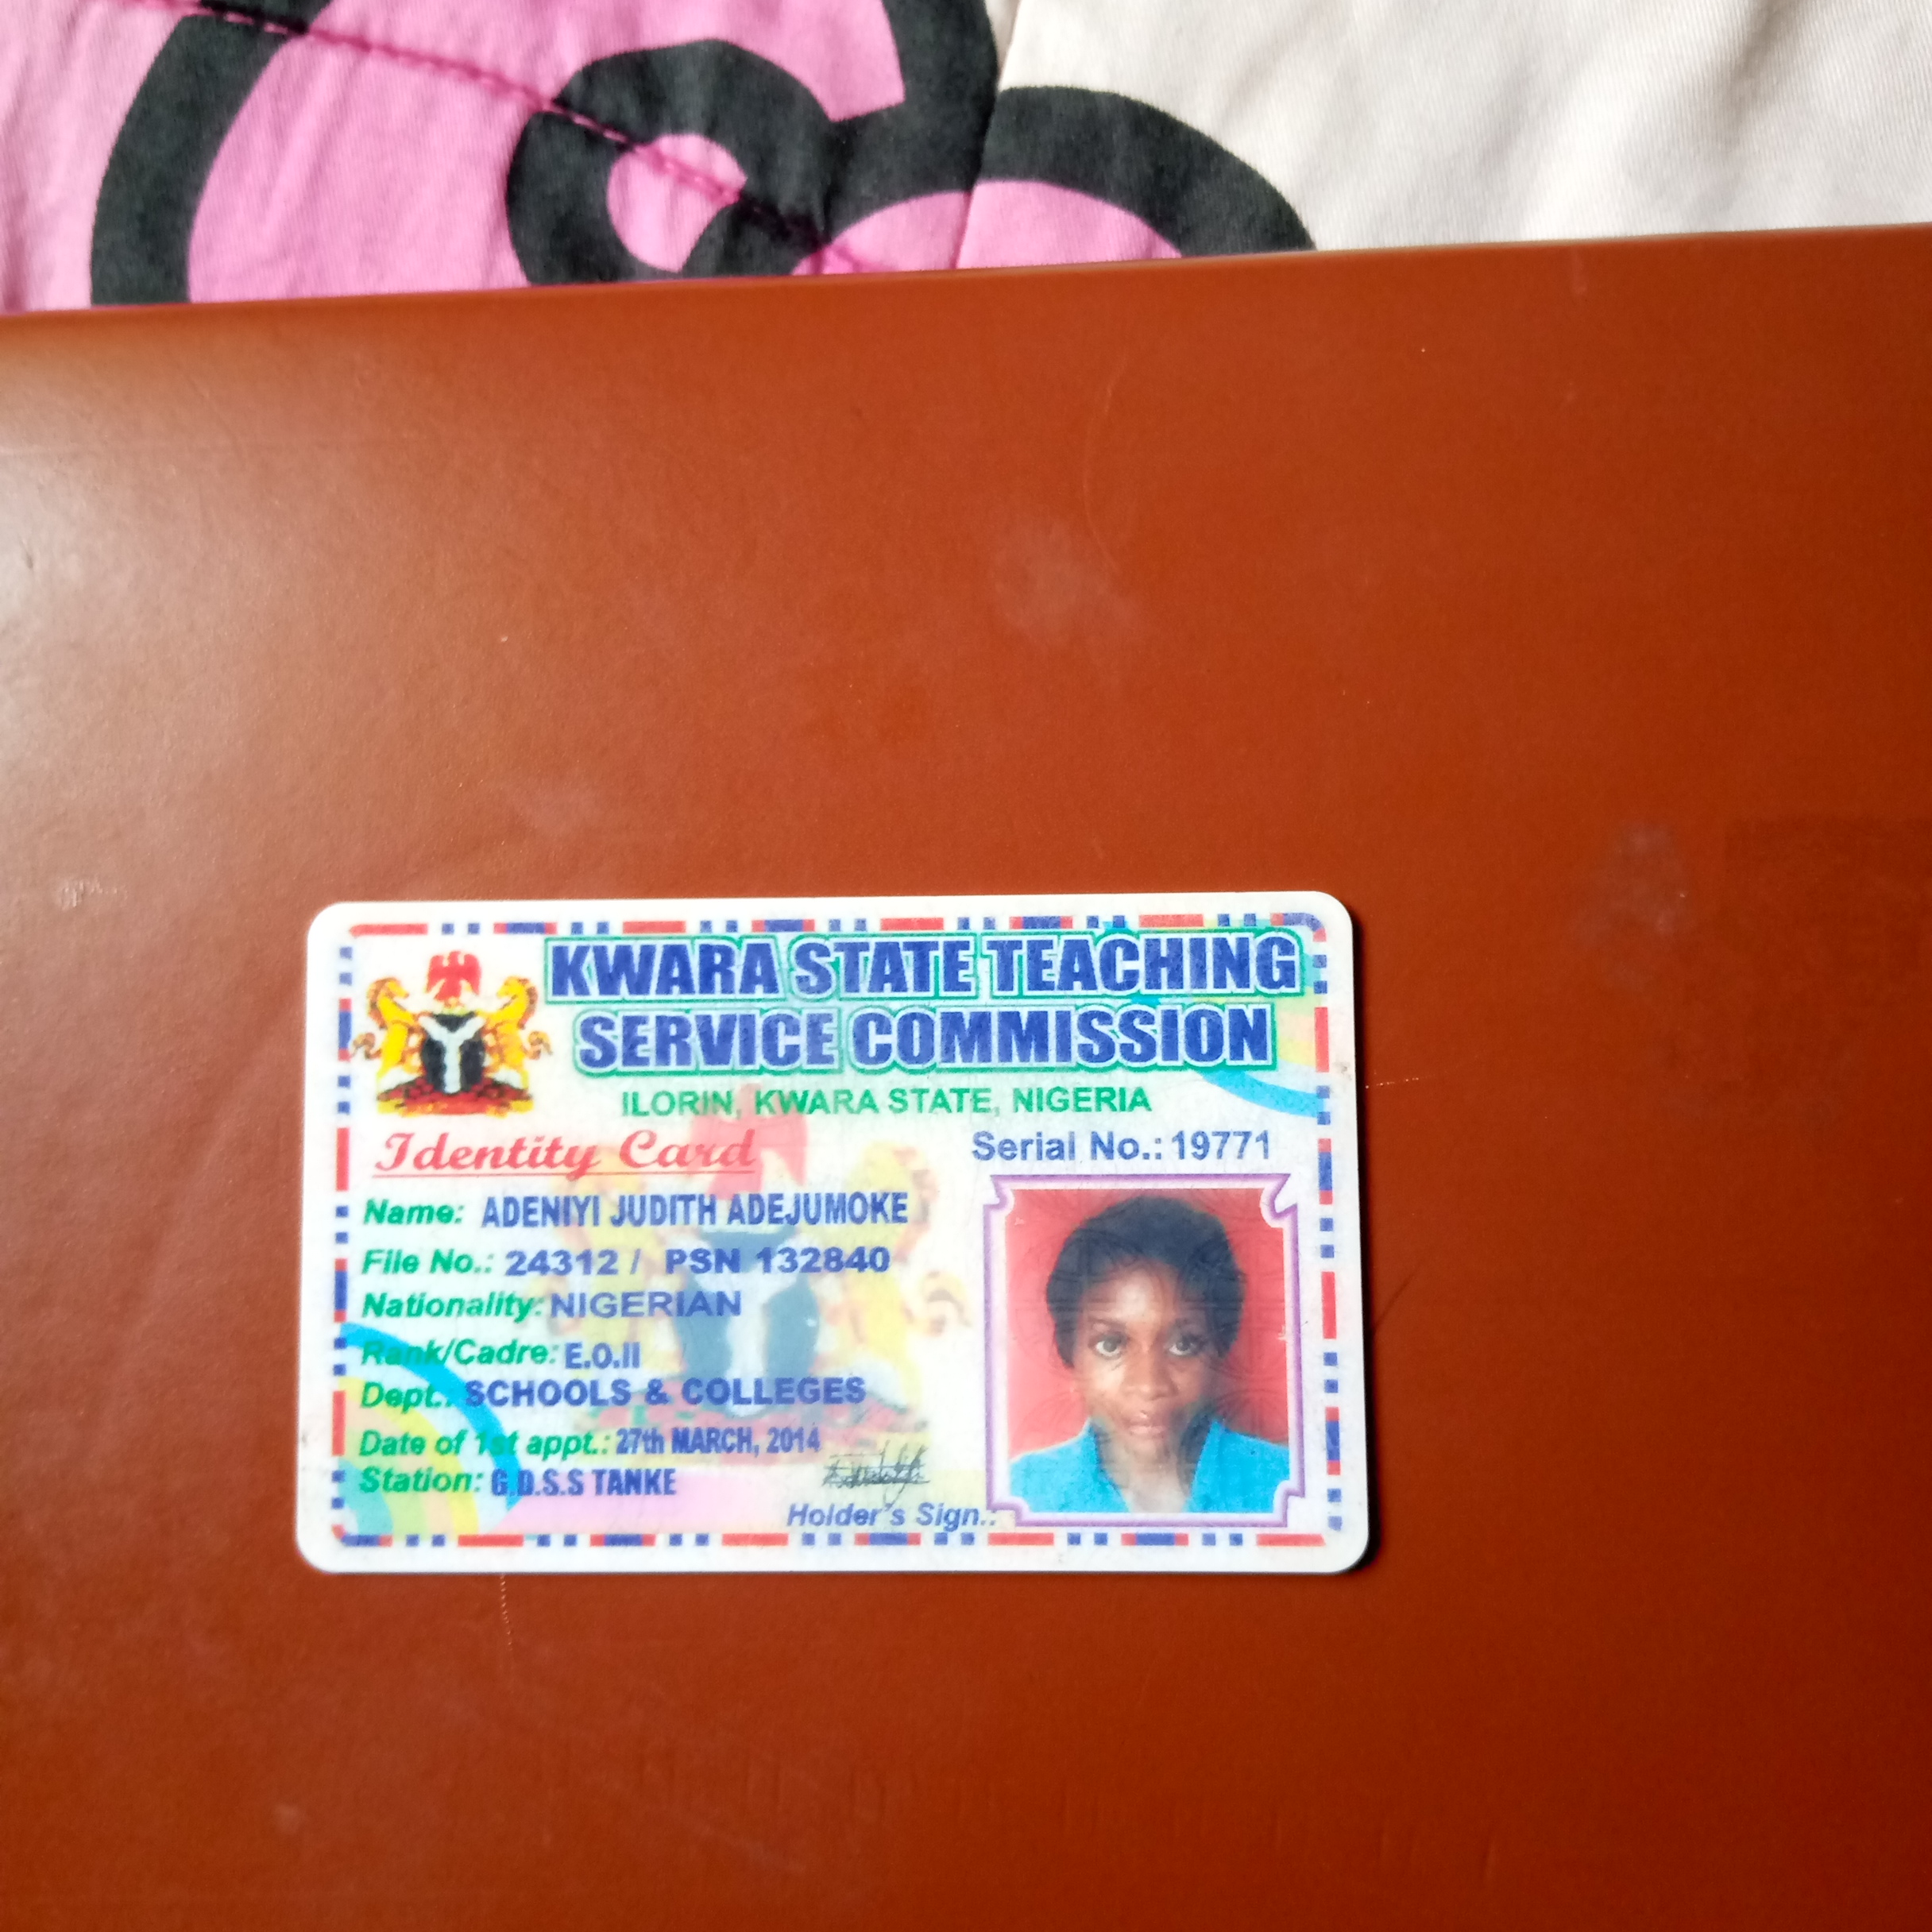 KWARA STATE TEACHING
SERVICE COMMISSION
ILORIN, KWARA STATE, NIGERIA
Identity Card
Serial No.: 19771
Name: ADENIYI JUDITH ADEJUMOKE
File No.: 24312 / PSN 132840
Nationality: NIGERIAN
Rank/Cadre: E.O.II
Dept.: SCHOOLS & COLLEGES
Date of 1st appt.: 27th MARCH, 2014
Station: G.D.S.S TANKE
Holder's Sign.: